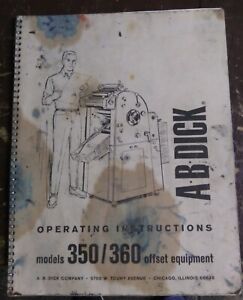 A·B·DICK®
OPERATING INSTRUCTIONS
models 350/360 offset equipment
A. B. DICK COMPANY - 5700 W. TOUHY AVENUE - CHICAGO, ILLINOIS 60648